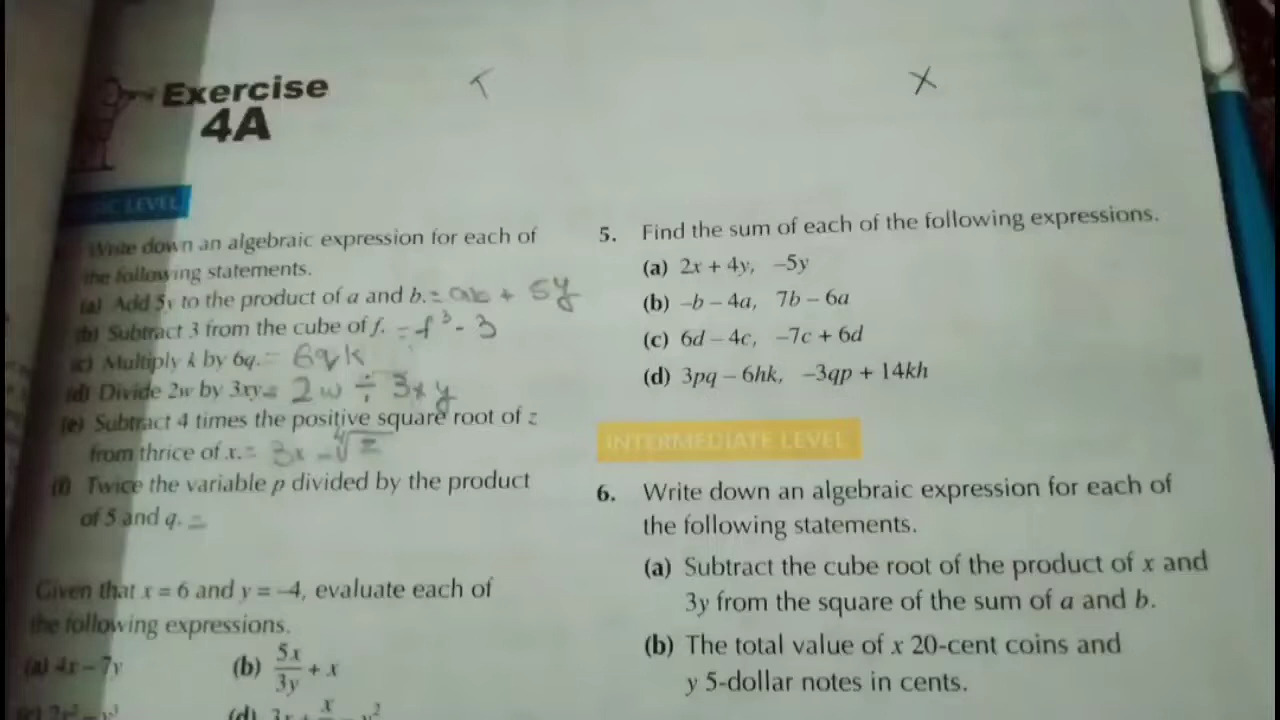 Exercise
4A
LEVEL
Write down an algebraic expression for each of
the following statements.
(a) Add 5y to the product of a and b. = ab + 5y
(b) Subtract 3 from the cube of f. = f³ - 3
(c) Multiply k by 6q. = 6qk
(d) Divide 2w by 3xy = 2w ÷ 3xy
(e) Subtract 4 times the positive square root of z
from thrice of x. = 3x - ∜z
(f) Twice the variable p divided by the product
of 5 and q. =
Given that x = 6 and y = -4, evaluate each of
the following expressions.
(a) 4x - 7y
(b) 5x/3y + x
(d)
X
5. Find the sum of each of the following expressions.
(a) 2x + 4y, -5y
(b) -b - 4a, 7b - 6a
(c) 6d - 4c, -7c + 6d
(d) 3pq - 6hk, -3qp + 14kh
INTERMEDIATE LEVEL
6. Write down an algebraic expression for each of
the following statements.
(a) Subtract the cube root of the product of x and
3y from the square of the sum of a and b.
(b) The total value of x 20-cent coins and
y 5-dollar notes in cents.